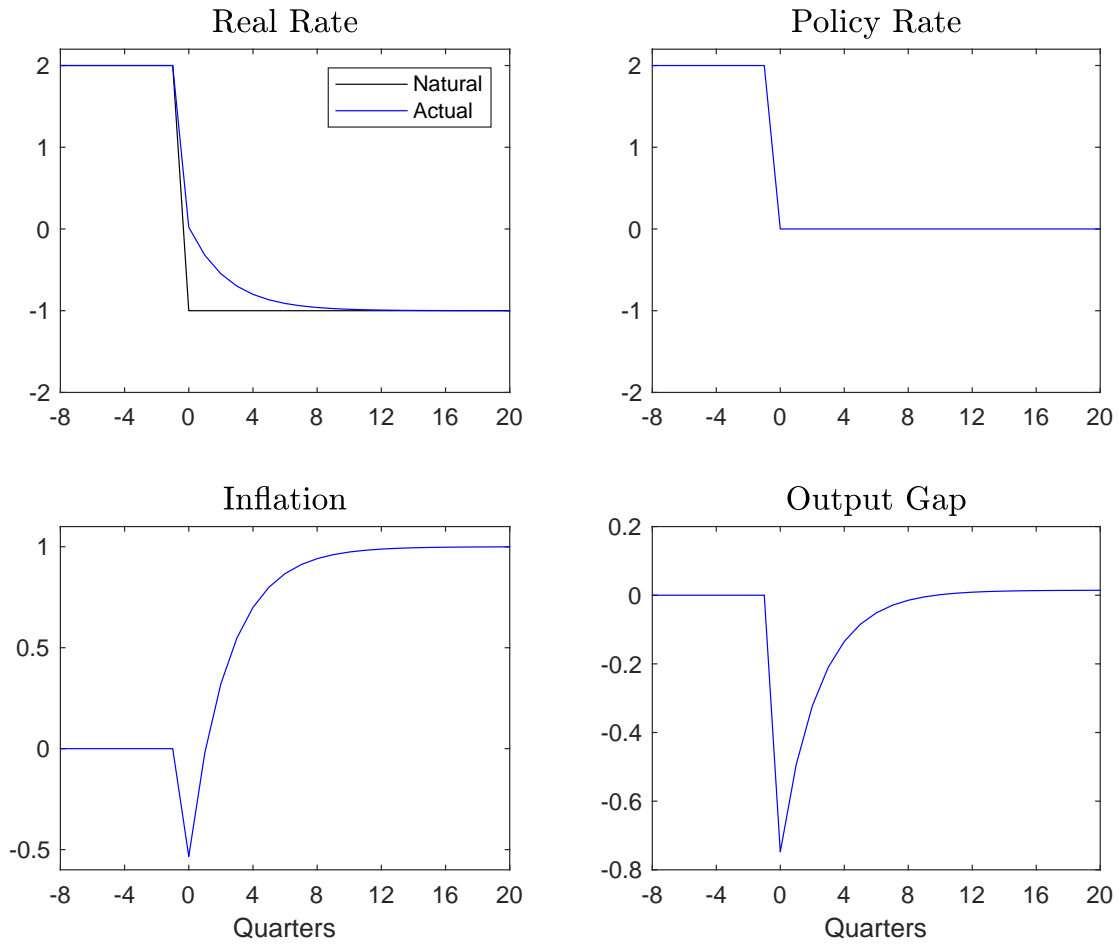 Real Rate
2
1
0
-1
-2
-8 -4 0 4 8 12 16 20
Natural
Actual
Policy Rate
2
1
0
-1
-2
-8 -4 0 4 8 12 16 20
Inflation
1
0.5
0
-0.5
-8 -4 0 4 8 12 16 20
Quarters
Output Gap
0.2
0
-0.2
-0.4
-0.6
-0.8
-8 -4 0 4 8 12 16 20
Quarters